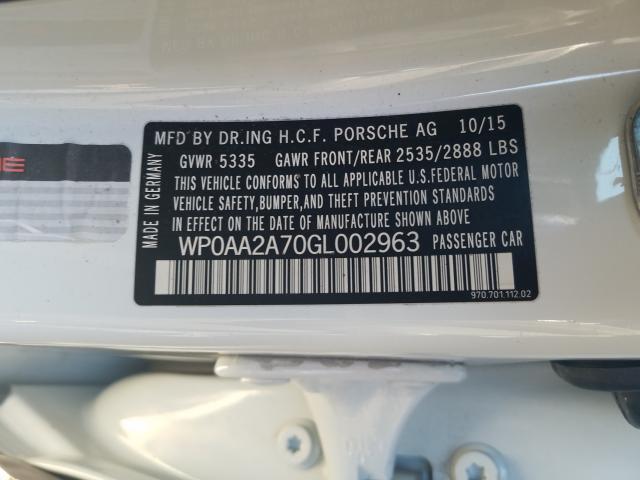 MFD BY DR.ING H.C.F. PORSCHE AG 10/15
GVWR 5335 GAWR FRONT/REAR 2535/2888 LBS
THIS VEHICLE CONFORMS TO ALL APPLICABLE U.S.FEDERAL MOTOR
VEHICLE SAFETY,BUMPER,AND THEFT PREVENTION STANDARDS
IN EFFECT ON THE DAY OF MANUFACTURE SHOWN ABOVE
WP0AA2A70GL002963 PASSENGER CAR
970.701.112.02
MADE IN GERMANY